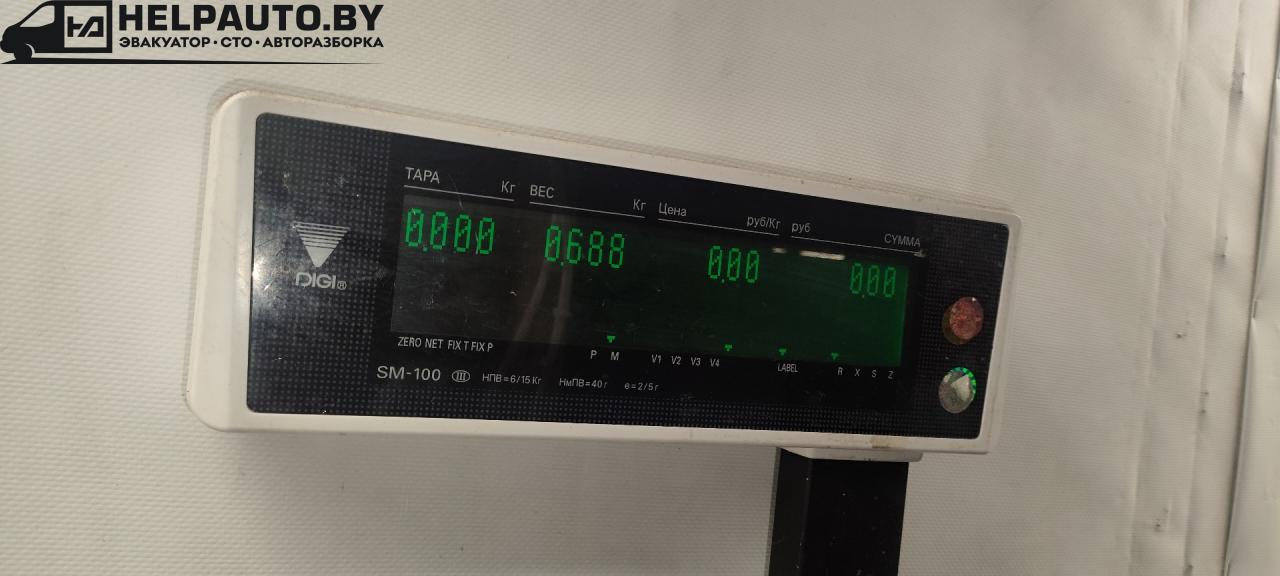 HELPAUTO.BY
ЭВАКУАТОР·СТО·АВТОРАЗБОРКА
ТАРА Кг ВЕС Кг Цена руб/Кг руб СУММА
0.000 0.688 0.00 0.00
DIGI®
ZERO NET FIX T FIX P P M V1 V2 V3 V4 LABEL R X S Z
SM-100 III НПВ=6/15 Кг НмПВ=40 г e=2/5 г